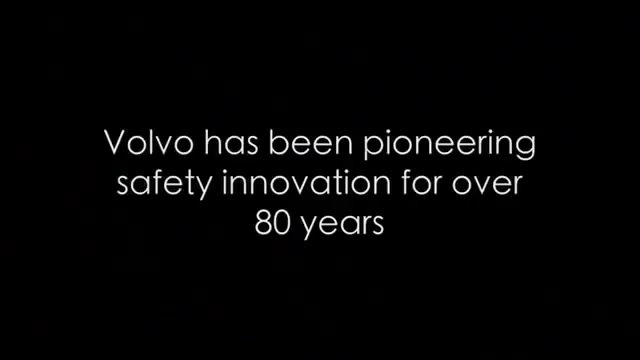 Volvo has been pioneering
safety innovation for over
80 years